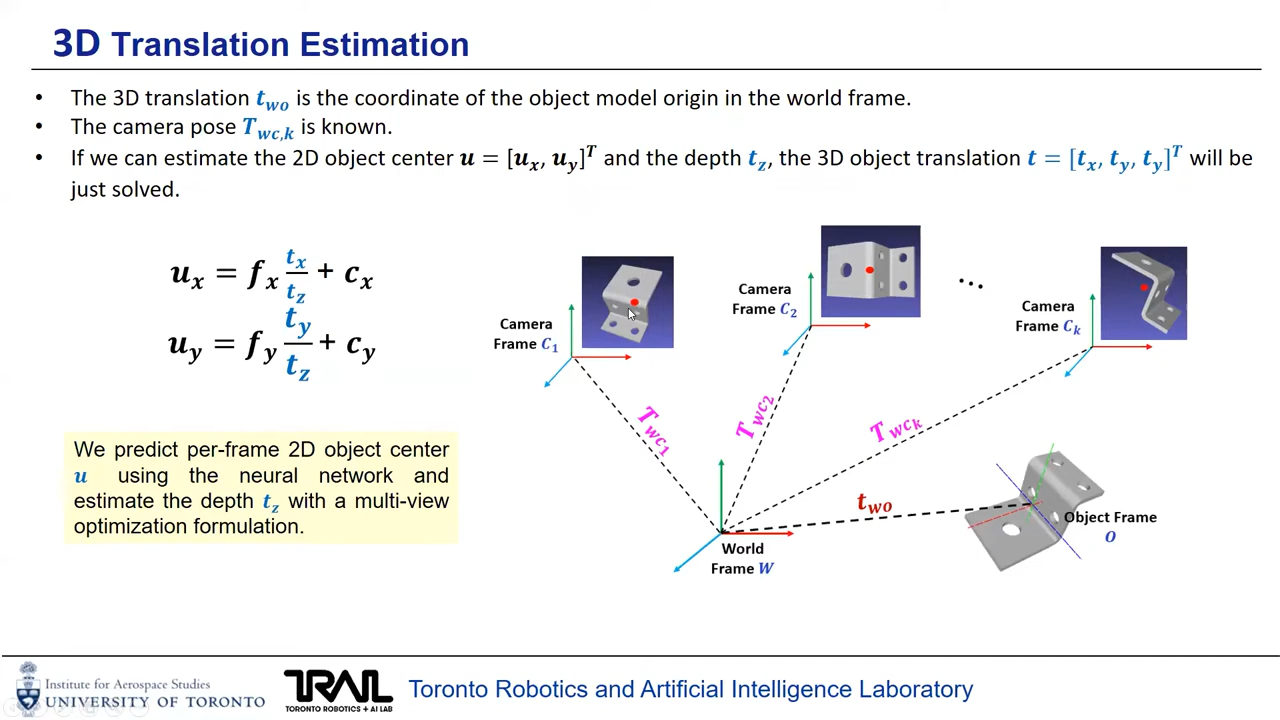 3D Translation Estimation
• The 3D translation t_wo is the coordinate of the object model origin in the world frame.
• The camera pose T_wc,k is known.
• If we can estimate the 2D object center u = [u_x, u_y]^T and the depth t_z, the 3D object translation t = [t_x, t_y, t_y]^T will be
just solved.
u_x = f_x t_x/t_z + c_x
u_y = f_y t_y/t_z + c_y
We predict per-frame 2D object center
u using the neural network and
estimate the depth t_z with a multi-view
optimization formulation.
Camera
Frame C_1
Camera
Frame C_2
...
Camera
Frame C_k
T_wc_1
T_wc_2
T_wc_k
t_wo
World
Frame W
Object Frame
O
Institute for Aerospace Studies
UNIVERSITY OF TORONTO
TRAIL
TORONTO ROBOTICS + AI LAB
Toronto Robotics and Artificial Intelligence Laboratory